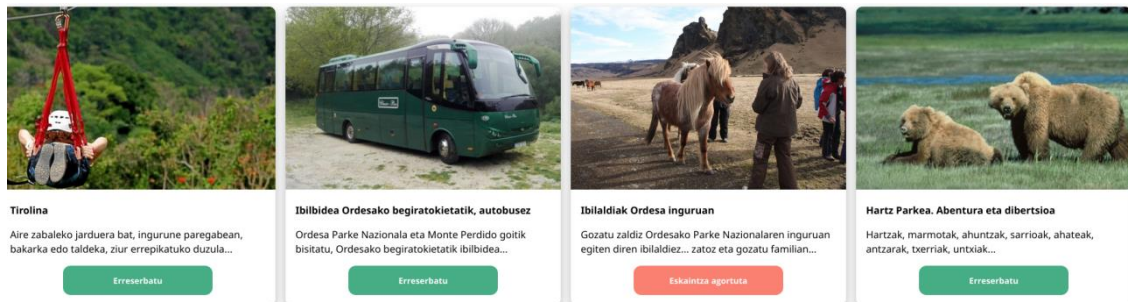 Tirolina
Aire zabaleko jarduera bat, ingurune paregabean,
bakarka edo taldeka, ziur errepikatuko duzula...
Erreserbatu
Ibilbidea Ordesako begiratokietatik, autobusez
Ordesa Parke Nazionala eta Monte Perdido goitik
bisitatu, Ordesako begiratokietatik ibilbidea...
Erreserbatu
Ibilaldiak Ordesa inguruan
Gozatu zaldiz Ordesako Parke Nazionalaren inguruan
egiten diren ibilaldiez... zatoz eta gozatu familian...
Eskaintza agortuta
Hartz Parkea. Abentura eta dibertsioa
Hartzak, marmotak, ahuntzak, sarrioak, ahateak,
antzarak, txerriak, untxiak...
Erreserbatu